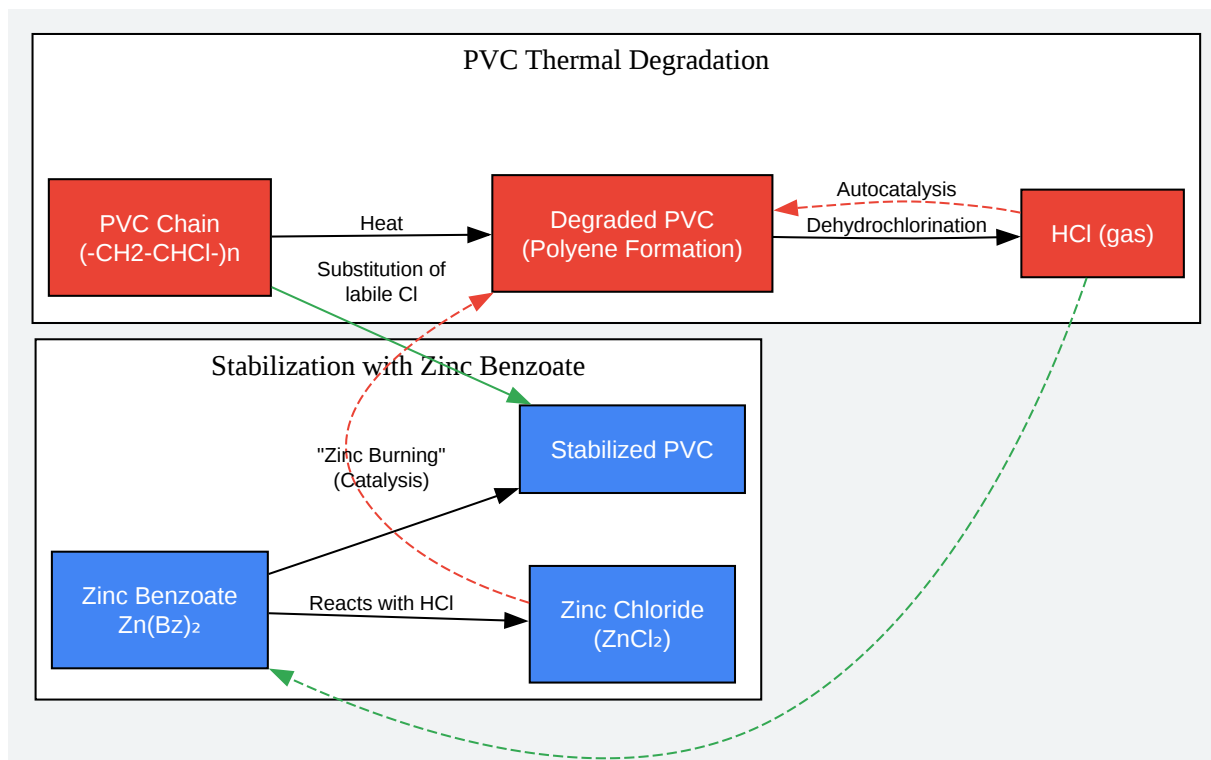 PVC Thermal Degradation
PVC Chain
(-CH2-CHCl-)n
Heat
Degraded PVC
(Polyene Formation)
Autocatalysis
Dehydrochlorination
HCl (gas)
Substitution of
labile Cl
Stabilization with Zinc Benzoate
Stabilized PVC
"Zinc Burning"
(Catalysis)
Zinc Benzoate
Zn(Bz)₂
Reacts with HCl
Zinc Chloride
(ZnCl₂)